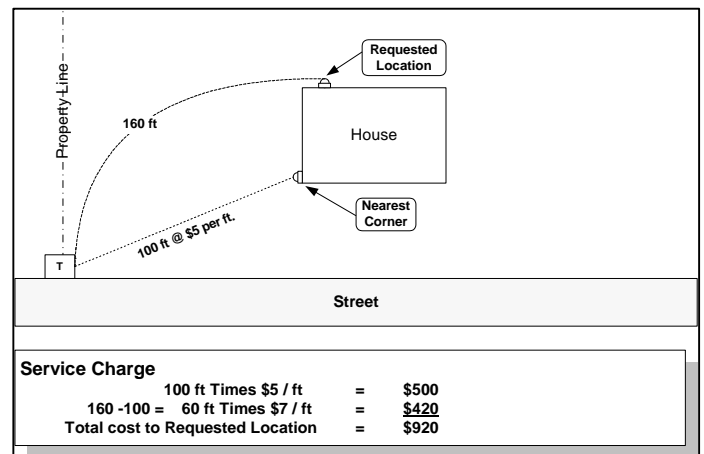 Requested
Location
Property Line
160 ft
House
Nearest
Corner
100 ft @ $5 per ft.
T
Street
Service Charge
100 ft Times $5 / ft = $500
160 -100 = 60 ft Times $7 / ft = $420
Total cost to Requested Location = $920